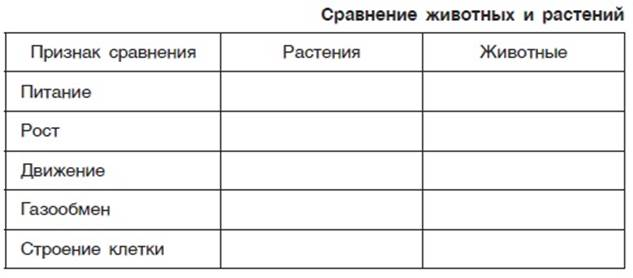 Сравнение животных и растений
Признак сравнения Растения Животные
Питание
Рост
Движение
Газообмен
Строение клетки